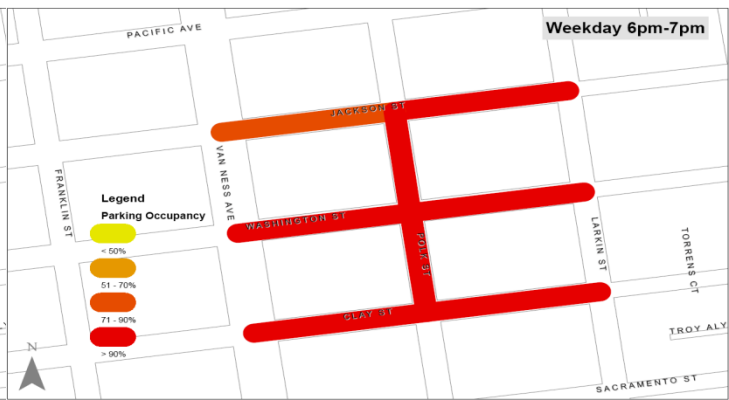 Weekday 6pm-7pm
PACIFIC AVE
JACKSON ST
FRANKLIN ST
VAN NESS AVE
WASHINGTON ST
POLK ST
LARKIN ST
TORRENS CT
CLAY ST
TROY ALY
SACRAMENTO ST
Legend
Parking Occupancy
< 50%
51 - 70%
71 - 90%
> 90%
LY
N